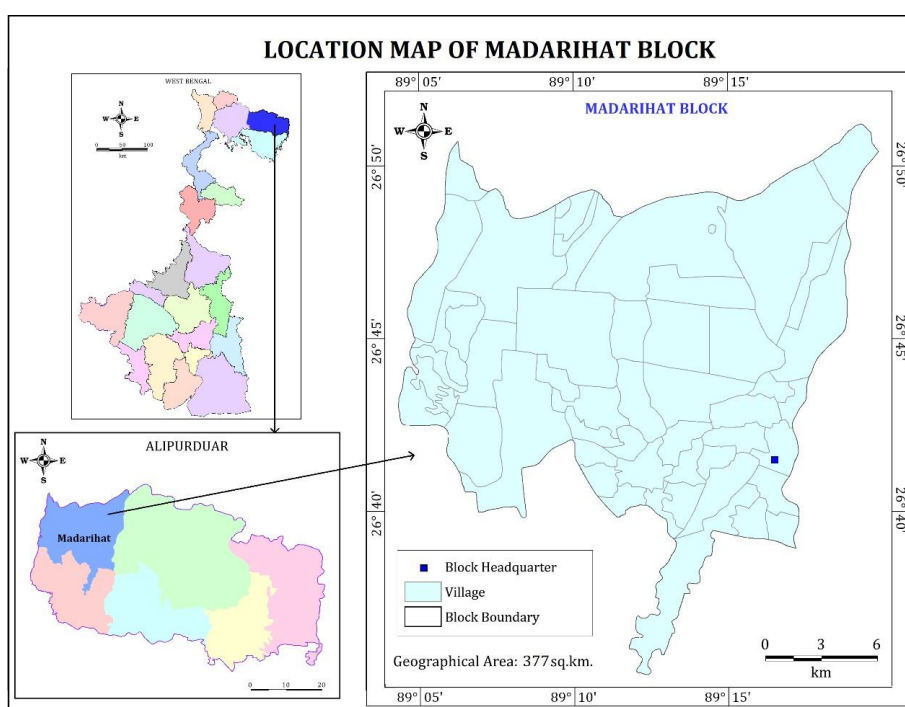 LOCATION MAP OF MADARIHAT BLOCK
WEST BENGAL
N
W E
S
0 50 100
km
89° 05' 89° 10' 89° 15'
MADARIHAT BLOCK
N
W E
S
26° 50' 26° 50'
26° 45' 26° 45'
26° 40' 26° 40'
Block Headquarter
Village
Block Boundary
Geographical Area: 377sq.km.
0 3 6
km
89° 05' 89° 10' 89° 15'
ALIPURDUAR
N
W E
S
Madarihat
0 10 20